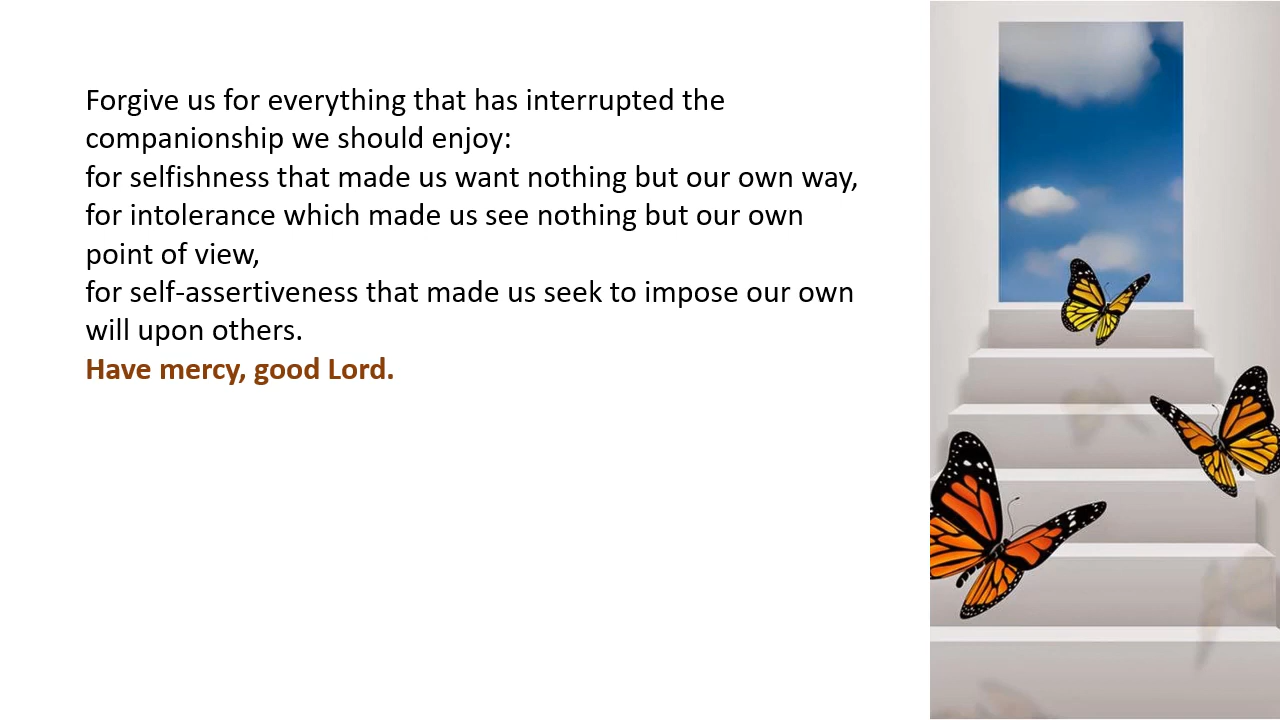 Forgive us for everything that has interrupted the
companionship we should enjoy:
for selfishness that made us want nothing but our own way,
for intolerance which made us see nothing but our own
point of view,
for self-assertiveness that made us seek to impose our own
will upon others.
Have mercy, good Lord.